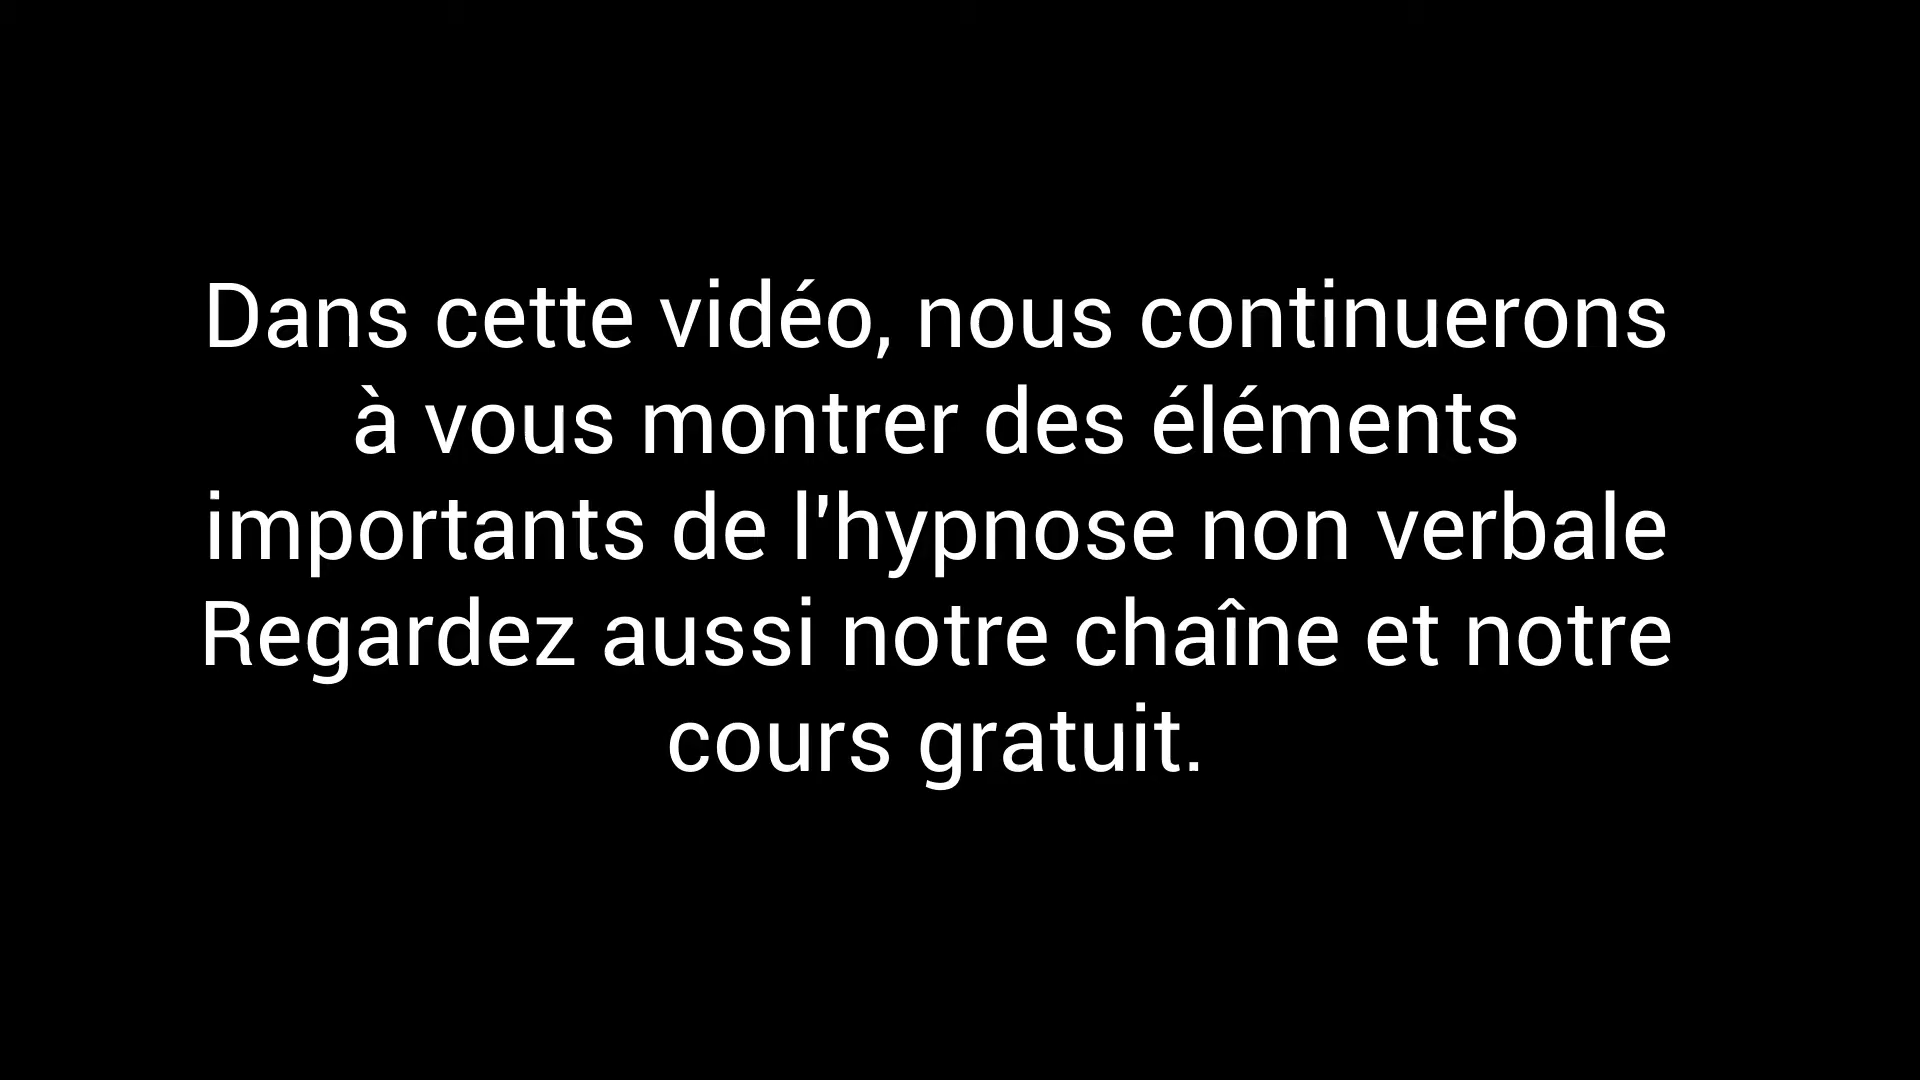 Dans cette vidéo, nous continuerons
à vous montrer des éléments
importants de l'hypnose non verbale
Regardez aussi notre chaîne et notre
cours gratuit.